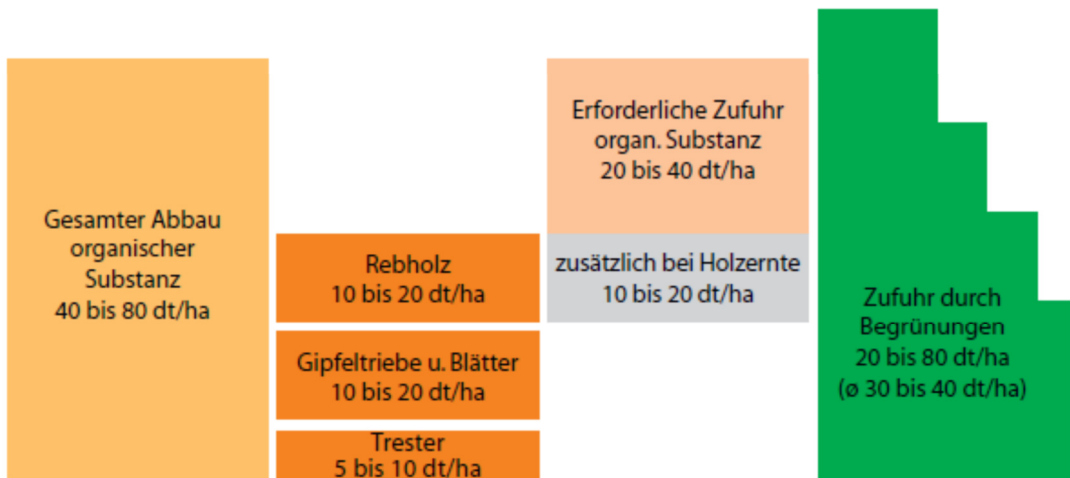 Gesamter Abbau
organischer
Substanz
40 bis 80 dt/ha
Rebholz
10 bis 20 dt/ha
Gipfeltriebe u. Blätter
10 bis 20 dt/ha
Trester
5 bis 10 dt/ha
Erforderliche Zufuhr
organ. Substanz
20 bis 40 dt/ha
zusätzlich bei Holzernte
10 bis 20 dt/ha
Zufuhr durch
Begrünungen
20 bis 80 dt/ha
(ø 30 bis 40 dt/ha)